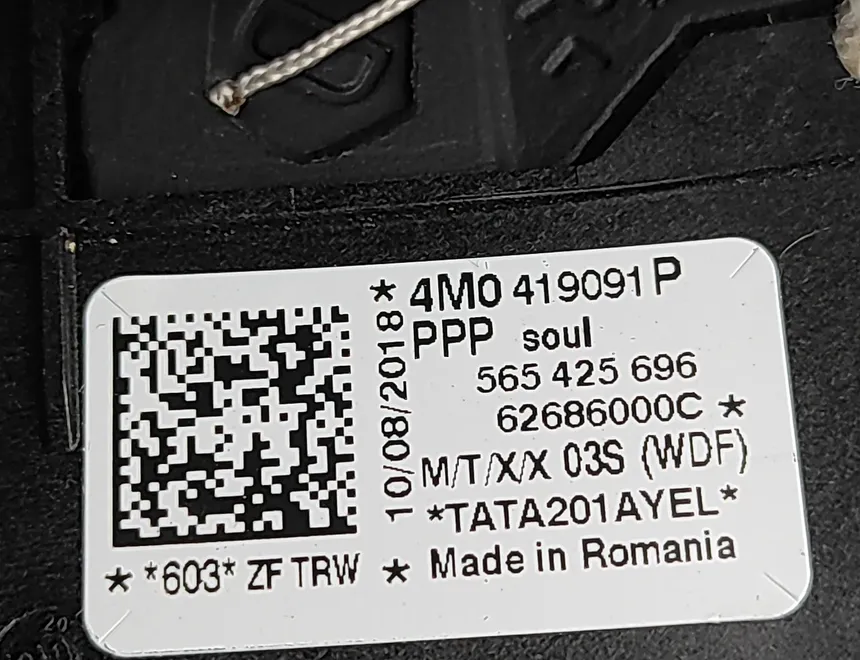 * 4M0 419091 P
PPP soul
565 425 696
62686000C *
M/T/X/X 03S (WDF)
*TATA201AYEL*
* Made in Romania
10/08/2018
* *603* ZF TRW
20